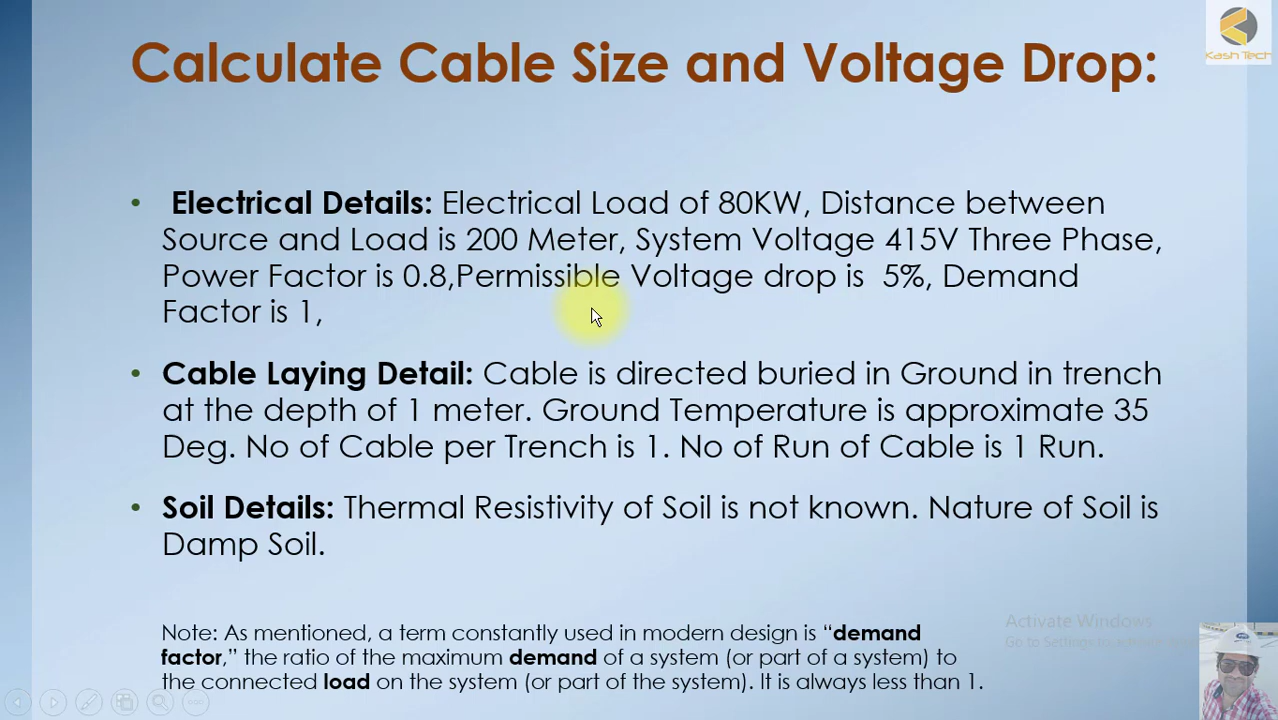 Kash Tech
Calculate Cable Size and Voltage Drop:
• Electrical Details: Electrical Load of 80KW, Distance between
Source and Load is 200 Meter, System Voltage 415V Three Phase,
Power Factor is 0.8,Permissible Voltage drop is 5%, Demand
Factor is 1,
• Cable Laying Detail: Cable is directed buried in Ground in trench
at the depth of 1 meter. Ground Temperature is approximate 35
Deg. No of Cable per Trench is 1. No of Run of Cable is 1 Run.
• Soil Details: Thermal Resistivity of Soil is not known. Nature of Soil is
Damp Soil.
Note: As mentioned, a term constantly used in modern design is “demand
factor,” the ratio of the maximum demand of a system (or part of a system) to
the connected load on the system (or part of the system). It is always less than 1.
Activate Windows
Go to Settings to